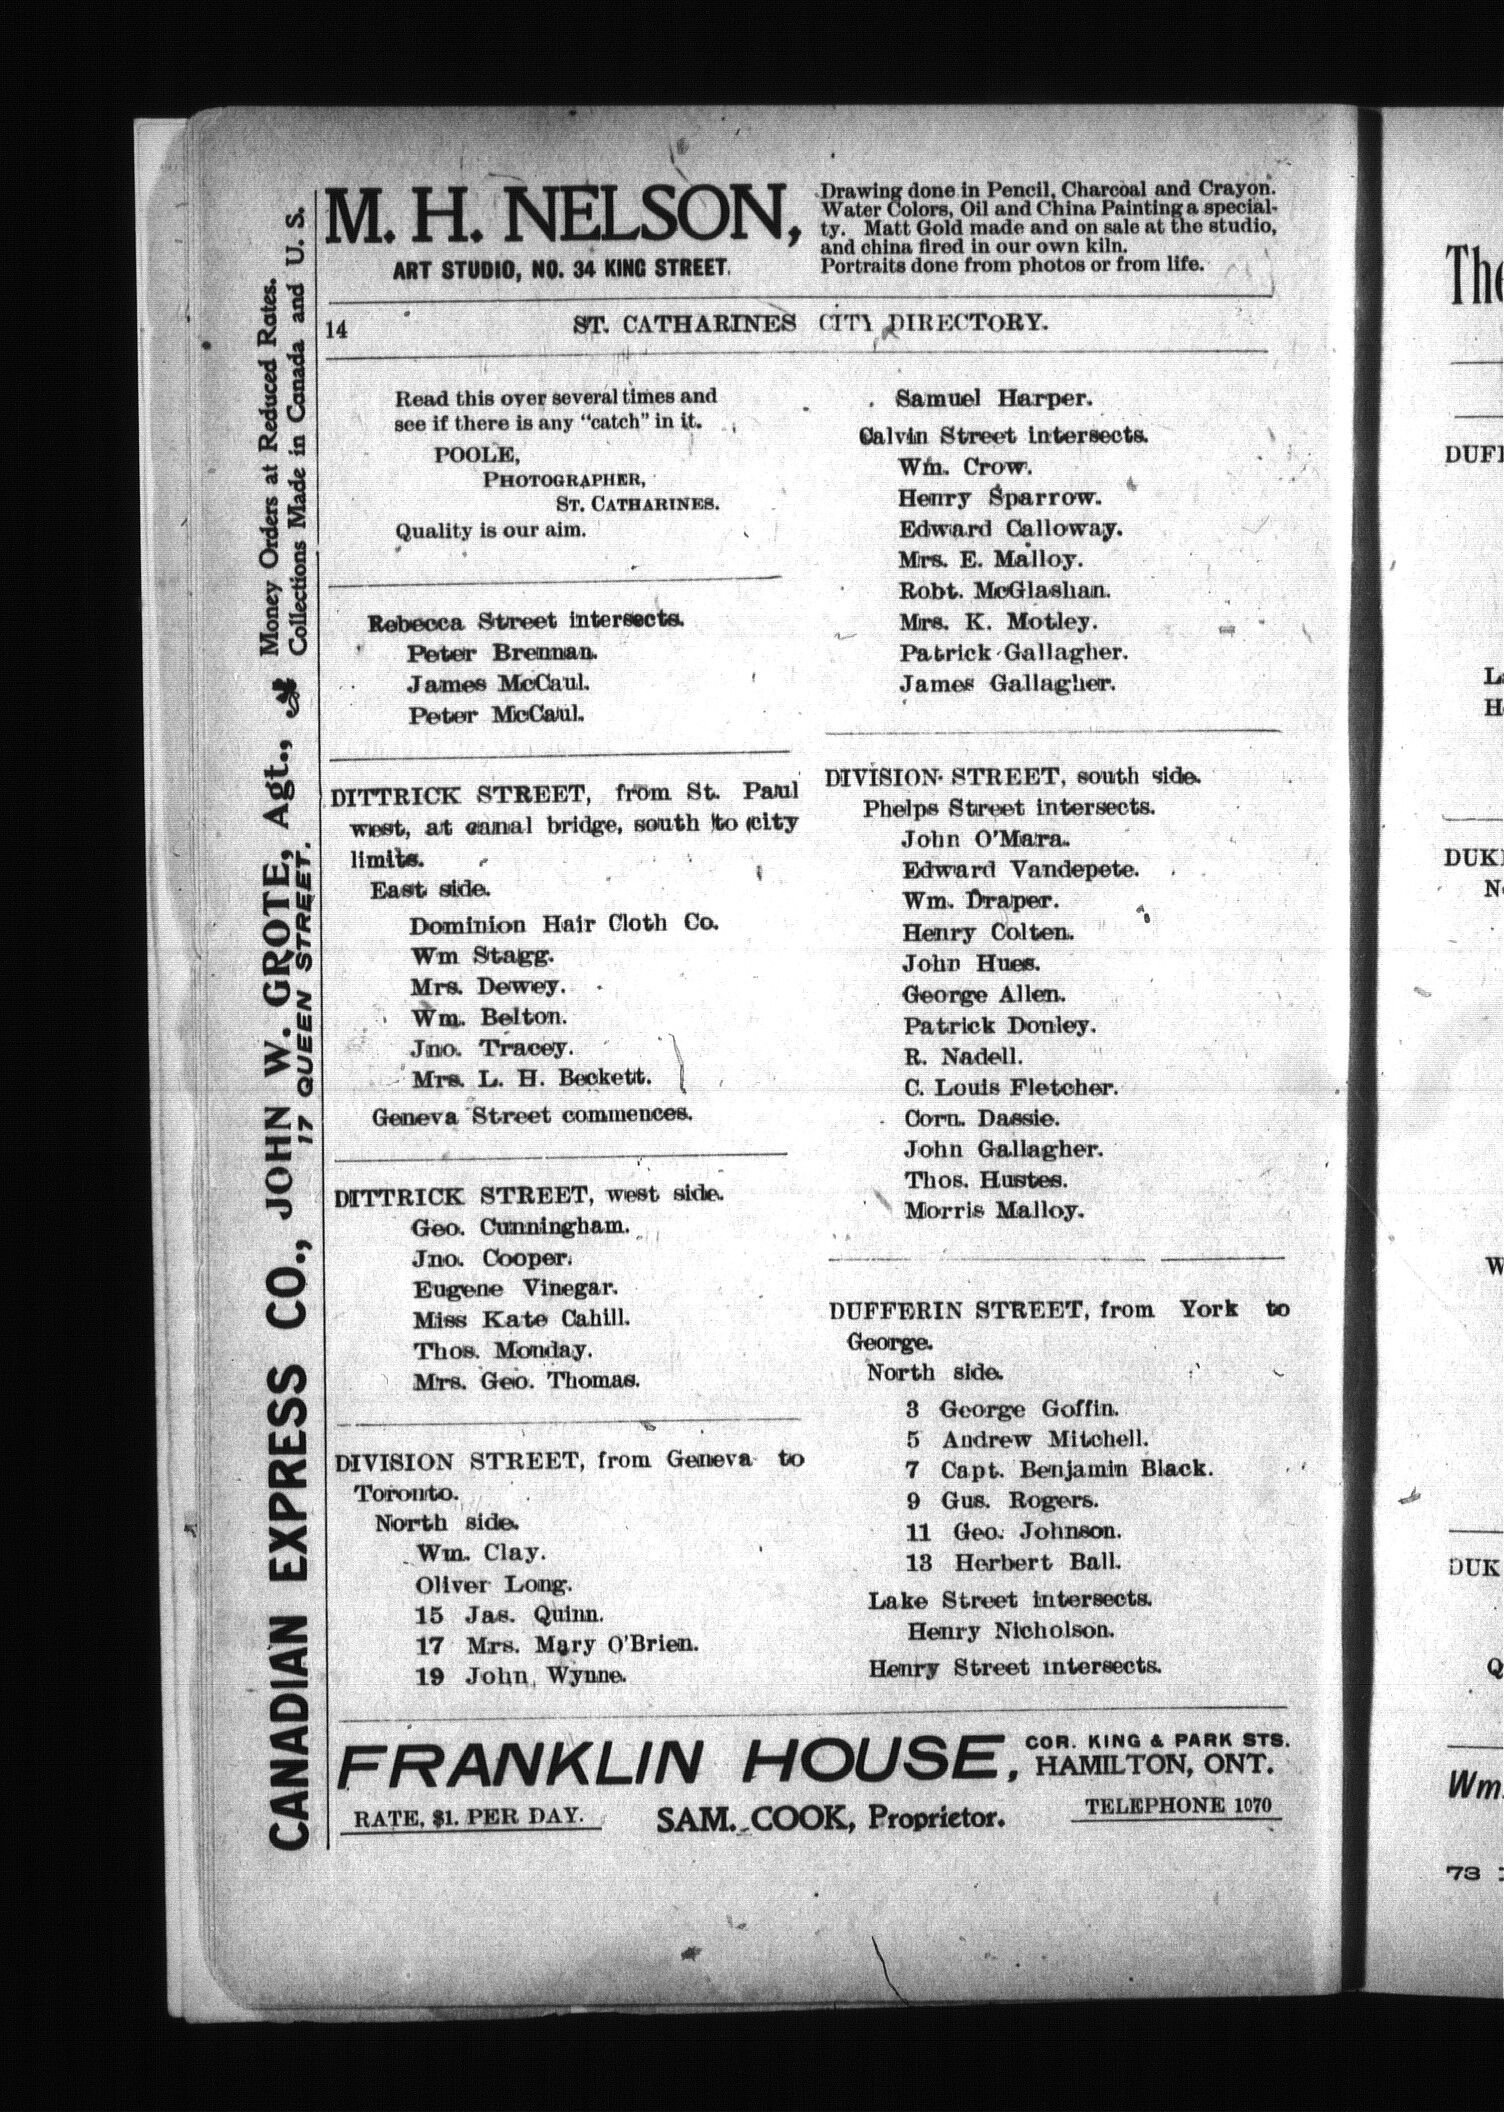 M. H. NELSON,
ART STUDIO, NO. 34 KING STREET.
Drawing done in Pencil, Charcoal and Crayon.
Water Colors, Oil and China Painting a special-
ty. Matt Gold made and on sale at the studio,
and china fired in our own kiln.
Portraits done from photos or from life.
14
ST. CATHARINES CITY DIRECTORY.
Read this over several times and
see if there is any "catch" in it.
POOLE,
PHOTOGRAPHER,
ST. CATHARINES.
Quality is our aim.
Rebecca Street intersects.
Peter Brennan.
James McCaul.
Peter McCaul.
DITTRICK STREET, from St. Paul
west, at canal bridge, south to city
limits.
East side.
Dominion Hair Cloth Co.
Wm Stagg.
Mrs. Dewey.
Wm. Belton.
Jno. Tracey.
Mrs. L. H. Beckett.
Geneva Street commences.
DITTRICK STREET, west side.
Geo. Cunningham.
Jno. Cooper.
Eugene Vinegar.
Miss Kate Cahill.
Thos. Monday.
Mrs. Geo. Thomas.
DIVISION STREET, from Geneva to
Toronto.
North side.
Wm. Clay.
Oliver Long.
15 Jas. Quinn.
17 Mrs. Mary O'Brien.
19 John Wynne.
Samuel Harper.
Calvin Street intersects.
Wm. Crow.
Henry Sparrow.
Edward Calloway.
Mrs. E. Malloy.
Robt. McGlashan.
Mrs. K. Motley.
Patrick Gallagher.
James Gallagher.
DIVISION STREET, south side.
Phelps Street intersects.
John O'Mara.
Edward Vandepete.
Wm. Draper.
Henry Colten.
John Hues.
George Allen.
Patrick Donley.
R. Nadell.
C. Louis Fletcher.
Corn. Dassie.
John Gallagher.
Thos. Hustes.
Morris Malloy.
DUFFERIN STREET, from York to
George.
North side.
3 George Goffin.
5 Andrew Mitchell.
7 Capt. Benjamin Black.
9 Gus. Rogers.
11 Geo. Johnson.
13 Herbert Ball.
Lake Street intersects.
Henry Nicholson.
Henry Street intersects.
FRANKLIN HOUSE,
COR. KING & PARK STS.
HAMILTON, ONT.
RATE, $1. PER DAY.
SAM. COOK, Proprietor.
TELEPHONE 1070
CANADIAN EXPRESS CO., JOHN W. GROTE, Agt.,
17 QUEEN STREET.
Money Orders at Reduced Rates.
Collections Made in Canada and U. S.
The
DUF
DUK
DUK
Wm.
73